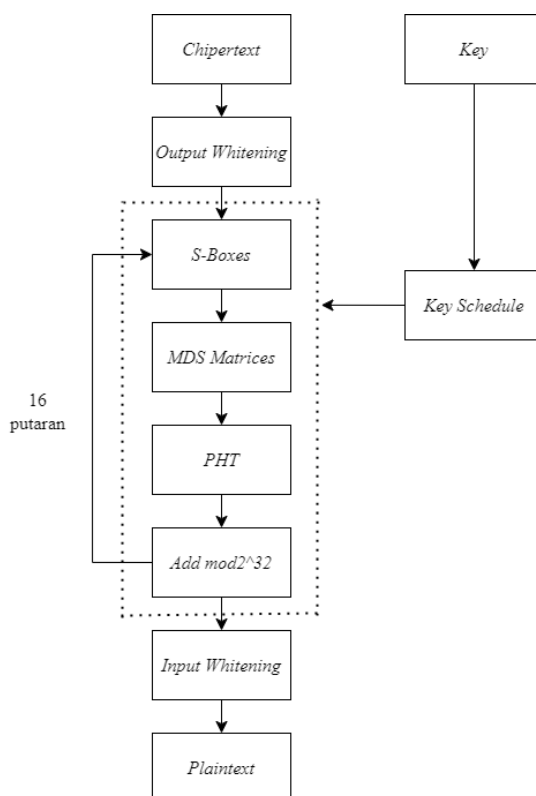 Chipertext
Key
Output Whitening
S-Boxes
Key Schedule
MDS Matrices
16
putaran
PHT
Add mod2^32
Input Whitening
Plaintext